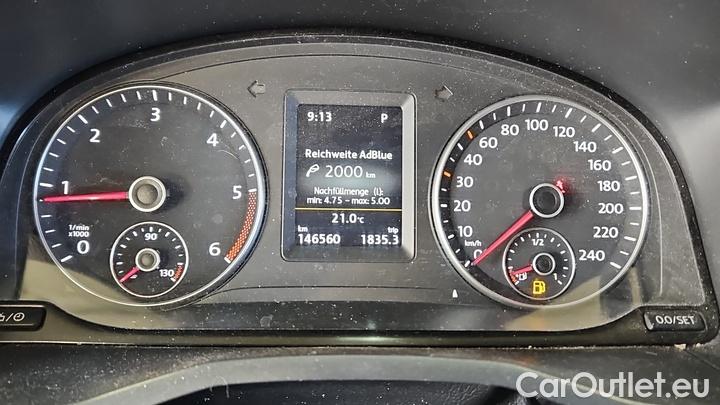 1/min
x1000
0
1
2
3
4
5
6
90
130
9:13 P
Reichweite AdBlue
2000 km
Nachfüllmenge (l):
min: 4.75 - max: 5.00
21.0°C
km trip
146560 1835.3
km/h
0
10
30
40
60
80
100
120
140
160
180
200
220
240
1/2
1
0.0/SET
CarOutlet.eu